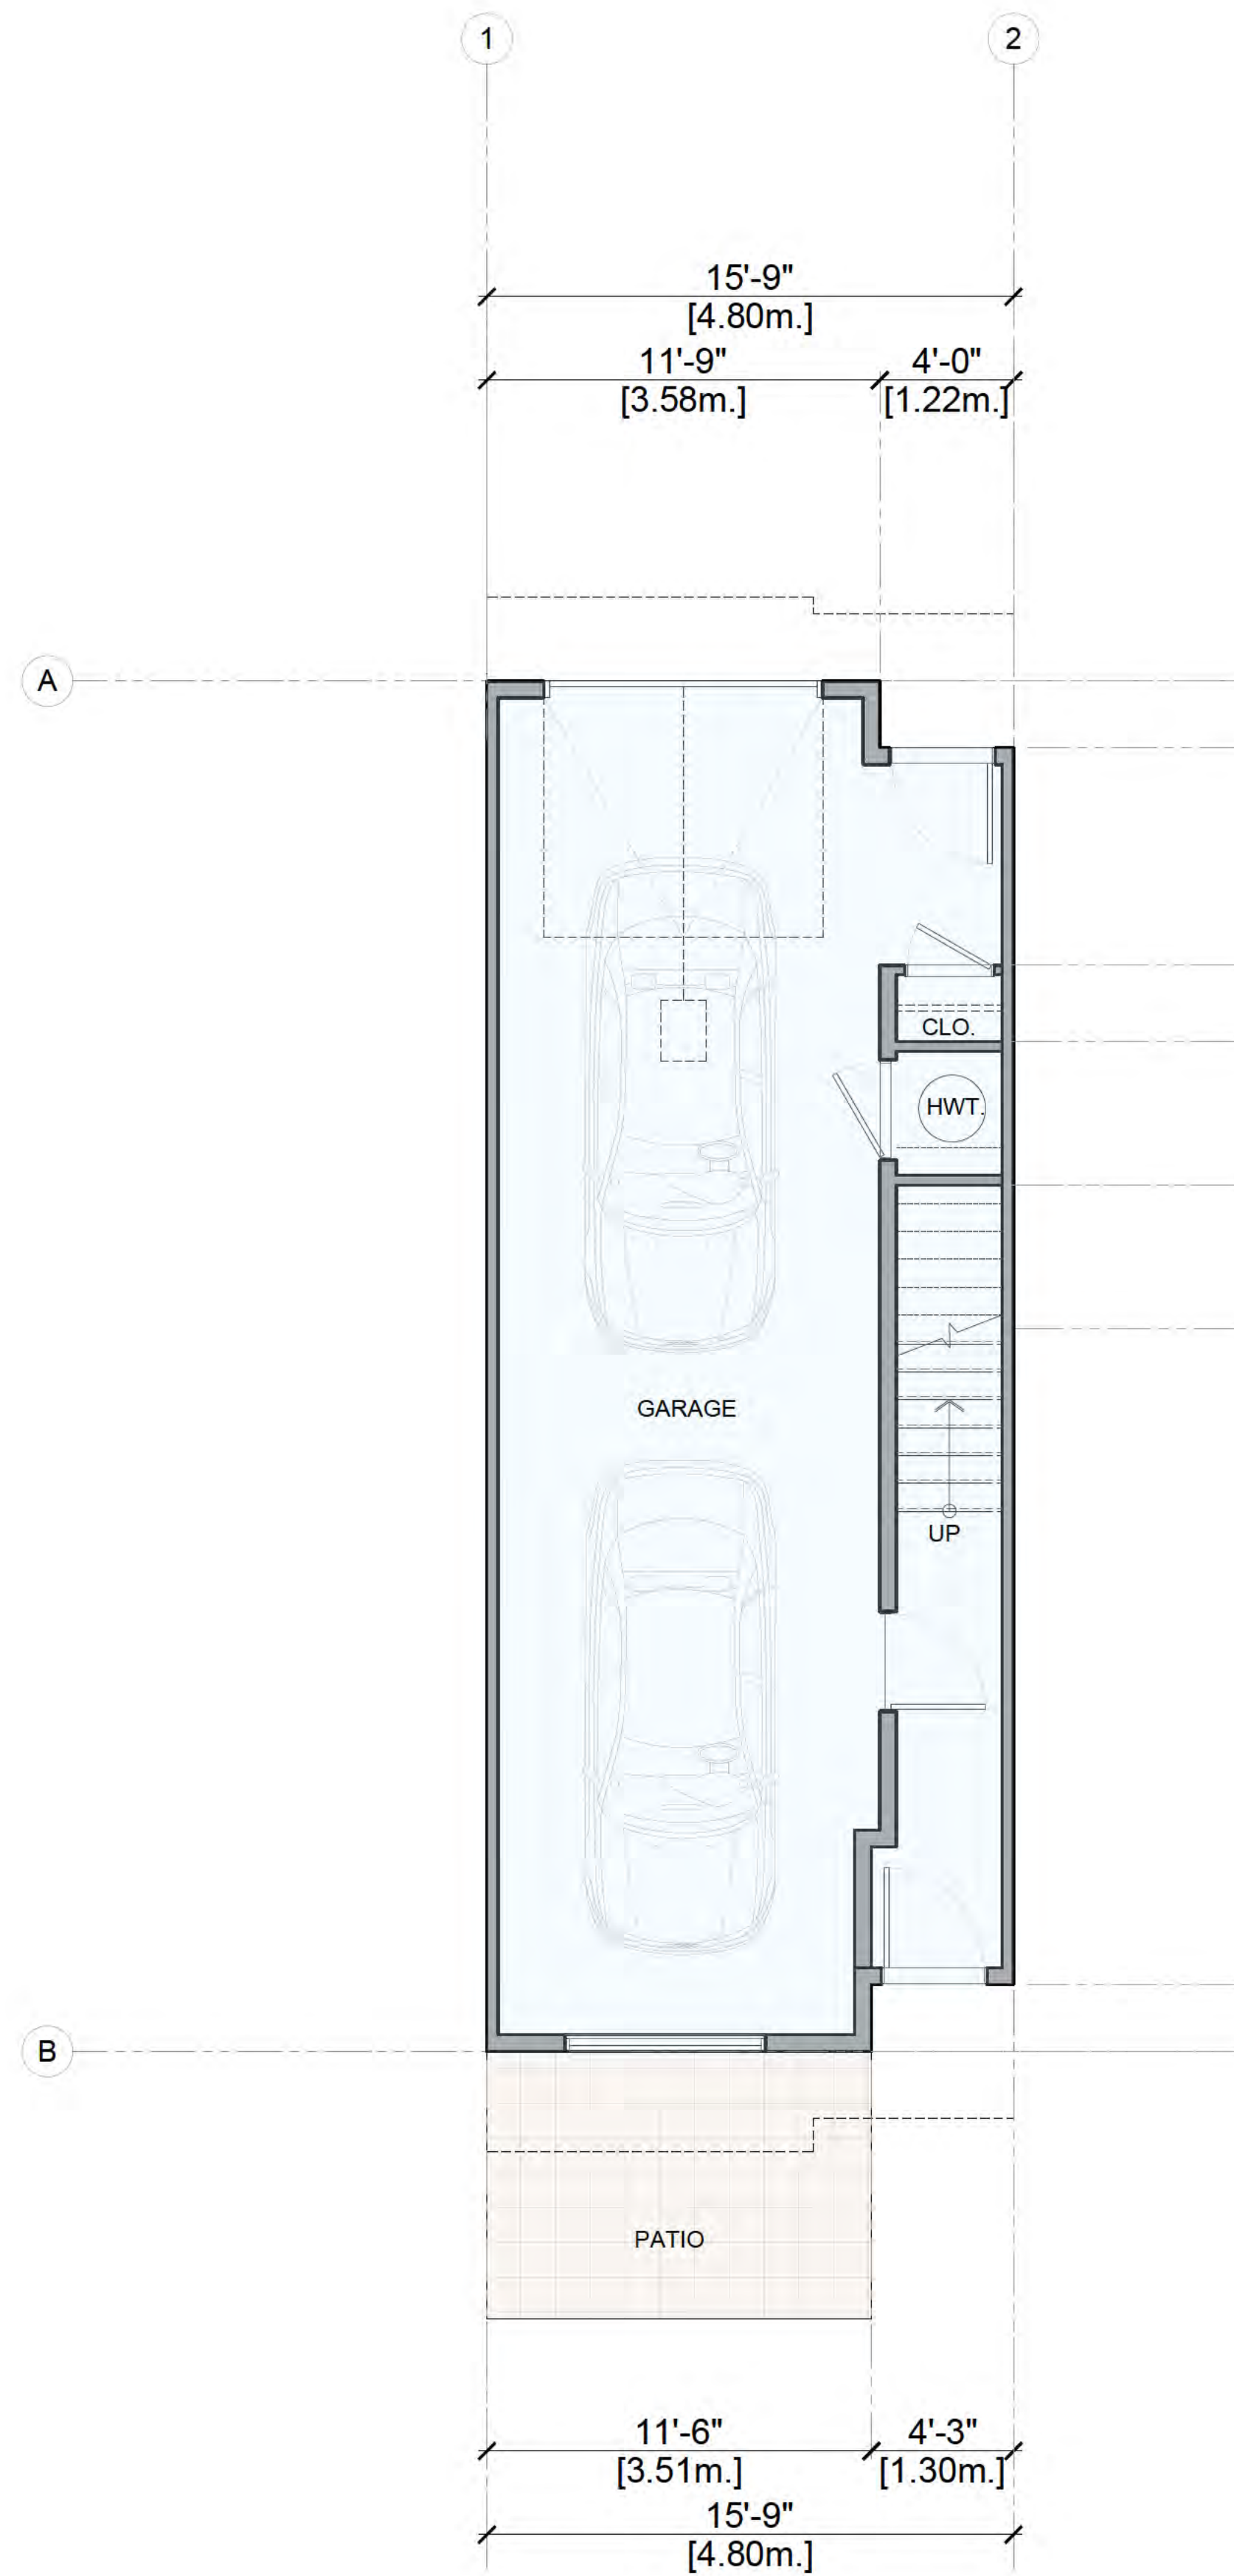 1
2
15'-9"
[4.80m.]
11'-9"
4'-0"
[3.58m.]
[1.22m.]
A
CLO.
HWT.
GARAGE
UP
B
PATIO
11'-6"
4'-3"
[3.51m.]
[1.30m.]
15'-9"
[4.80m.]